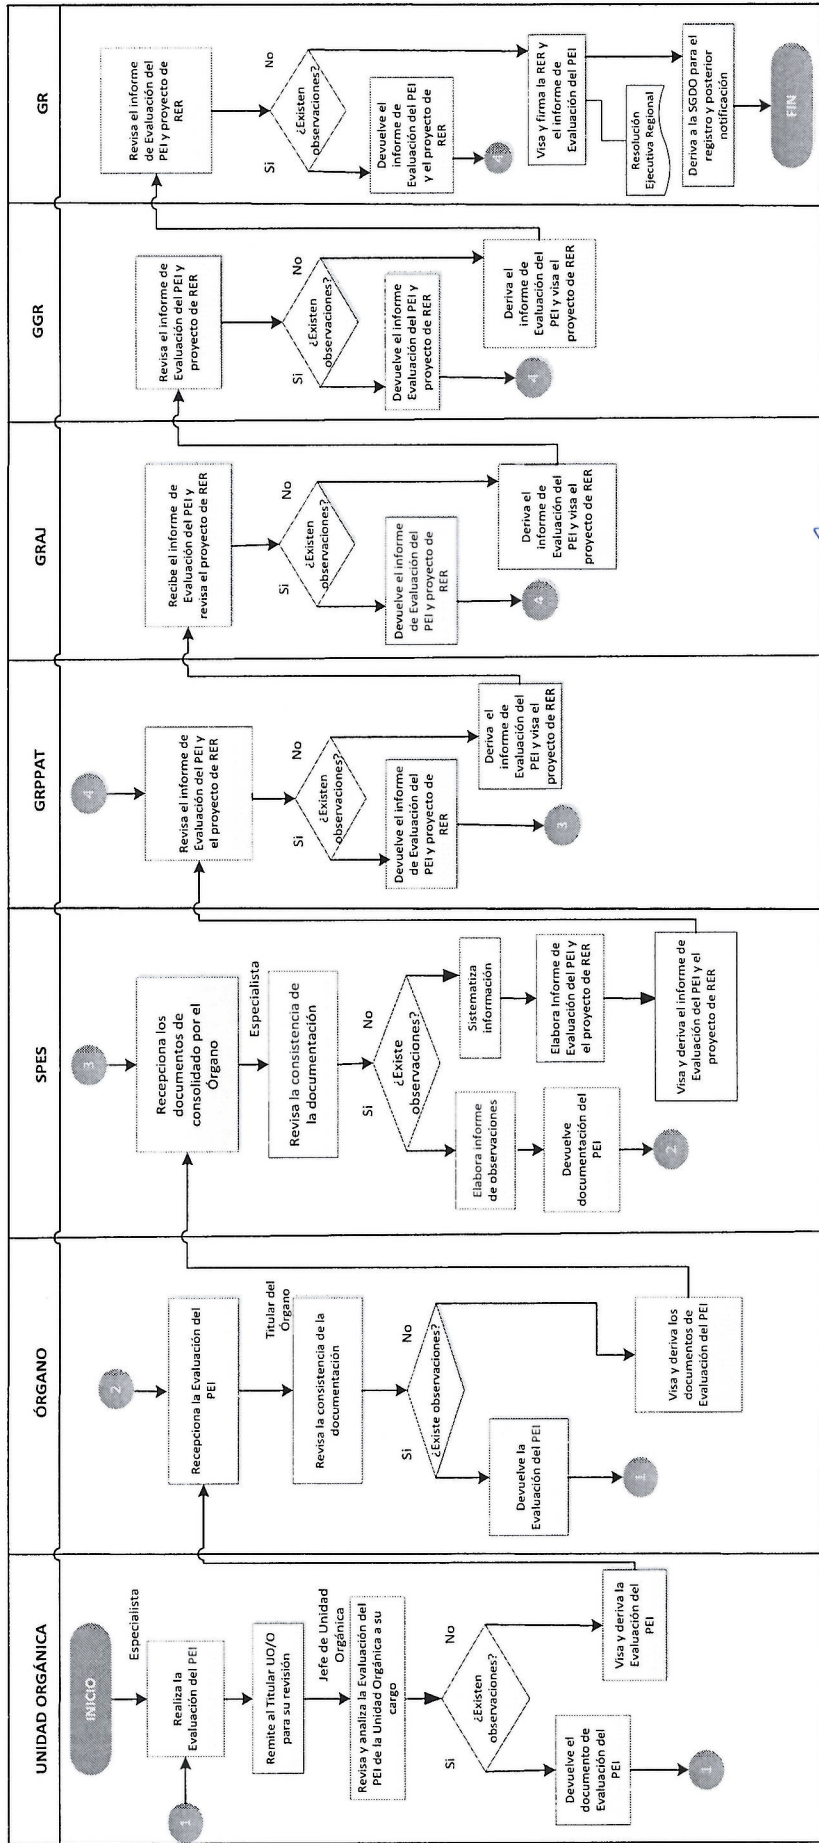 UNIDAD ORGÁNICA
INICIO
Especialista
1
Realiza la
Evaluación del PEI
Remite al Titular UO/O
para su revisión
Jefe de Unidad
Orgánica
Revisa y analiza la Evaluación del
PEI de la Unidad Orgánica a su
cargo
¿Existen
observaciones?
Si
No
Devuelve el
documento de
Evaluación del
PEI
1
Visa y deriva la
Evaluación del
PEI
ÓRGANO
2
Recepciona la Evaluación del
PEI
Titular del
Órgano
Revisa la consistencia de la
documentación
¿Existe observaciones?
Si
No
Devuelve la
Evaluación del PEI
1
Visa y deriva los
documentos de
Evaluación del PEI
SPES
3
Recepciona los
documentos de
consolidado por el
Órgano
Especialista
Revisa la consistencia de
la documentación
¿Existe
observaciones?
Si
No
Elabora informe
de observaciones
Devuelve
documentación del
PEI
2
Sistematiza
información
Elabora Informe de
Evaluación del PEI y
el proyecto de RER
Visa y deriva el informe de
Evaluación del PEI y el
proyecto de RER
GRPPAT
4
Revisa el informe de
Evaluación del PEI y
el proyecto de RER
¿Existen
observaciones?
Si
No
Devuelve el informe
de Evaluación del
PEI y proyecto de
RER
3
Deriva el
informe de
Evaluación del
PEI y visa el
proyecto de RER
GRAJ
Recibe el informe de
Evaluación del PEI y
revisa el proyecto de RER
¿Existen
observaciones?
Si
No
Devuelve el informe
de Evaluación del
PEI y proyecto de
RER
4
Deriva el
informe de
Evaluación del
PEI y visa el
proyecto de RER
GGR
Revisa el informe de
Evaluación del PEI y
proyecto de RER
¿Existen
observaciones?
Si
No
Devuelve el informe de
Evaluación del PEI y
proyecto de RER
4
Deriva el
informe de
Evaluación del
PEI y visa el
proyecto de RER
GR
Revisa el informe
de Evaluación del
PEI y proyecto de
RER
¿Existen
observaciones?
Si
No
Devuelve el
informe de
Evaluación del PEI
y el proyecto de
RER
4
Visa y firma la RER y
el informe de
Evaluación del PEI
Resolución
Ejecutiva Regional
Deriva a la SGDO para el
registro y posterior
notificación
FIN